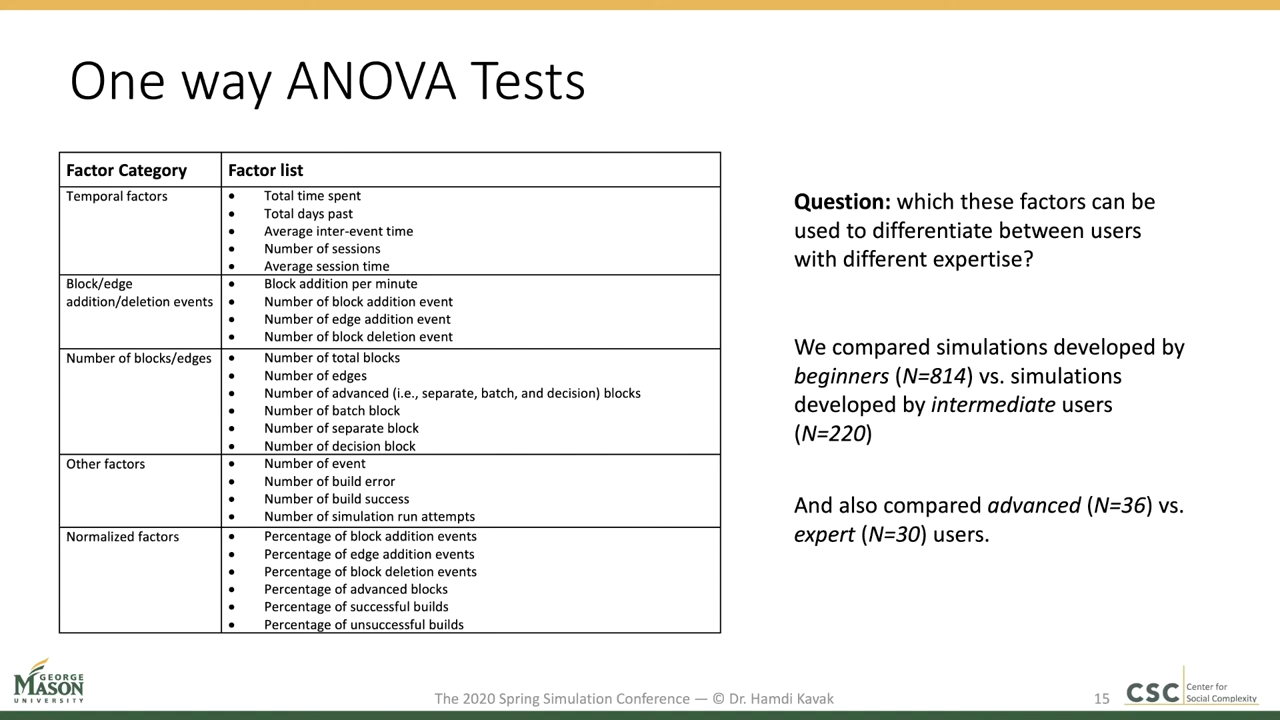 One way ANOVA Tests
Factor Category
Factor list
Temporal factors
• Total time spent
• Total days past
• Average inter-event time
• Number of sessions
• Average session time
Block/edge
addition/deletion events
• Block addition per minute
• Number of block addition event
• Number of edge addition event
• Number of block deletion event
Number of blocks/edges
• Number of total blocks
• Number of edges
• Number of advanced (i.e., separate, batch, and decision) blocks
• Number of batch block
• Number of separate block
• Number of decision block
Other factors
• Number of event
• Number of build error
• Number of build success
• Number of simulation run attempts
Normalized factors
• Percentage of block addition events
• Percentage of edge addition events
• Percentage of block deletion events
• Percentage of advanced blocks
• Percentage of successful builds
• Percentage of unsuccessful builds
Question: which these factors can be
used to differentiate between users
with different expertise?
We compared simulations developed by
beginners (N=814) vs. simulations
developed by intermediate users
(N=220)
And also compared advanced (N=36) vs.
expert (N=30) users.
GEORGE
MASON
UNIVERSITY
The 2020 Spring Simulation Conference — © Dr. Hamdi Kavak
15
CSC
Center for
Social Complexity